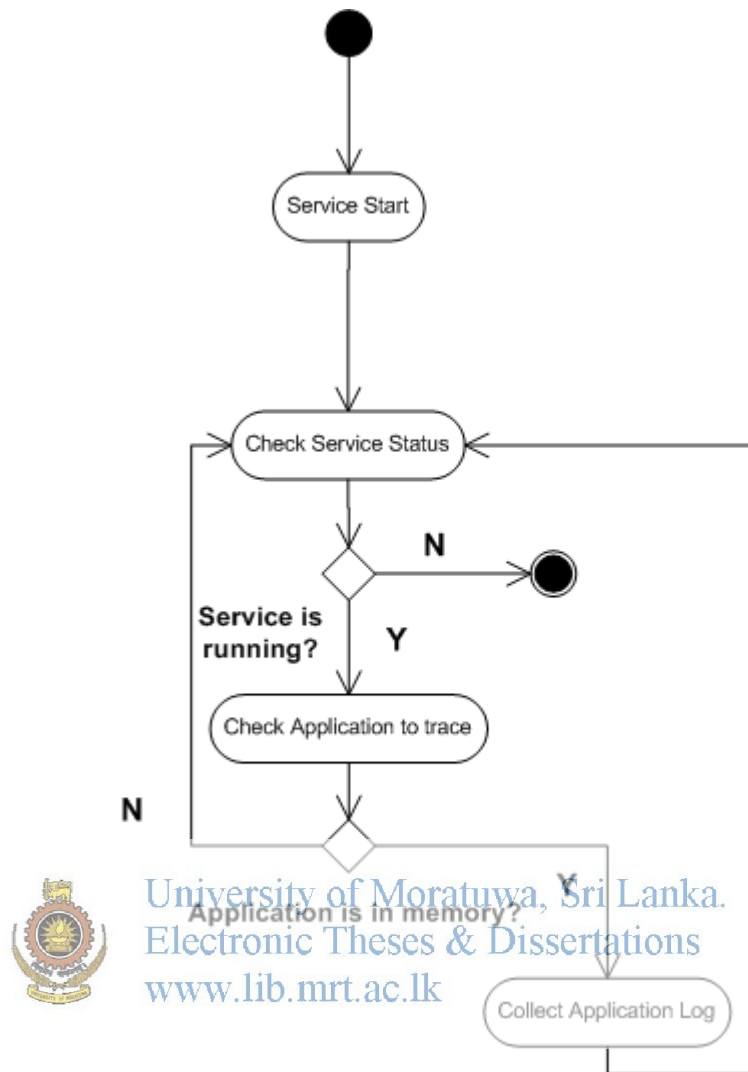 Service Start
Check Service Status
N
Service is
running?
Y
Check Application to trace
N
Y
Application is in memory?
University of Moratuwa, Sri Lanka.
Electronic Theses & Dissertations
www.lib.mrt.ac.lk
Collect Application Log